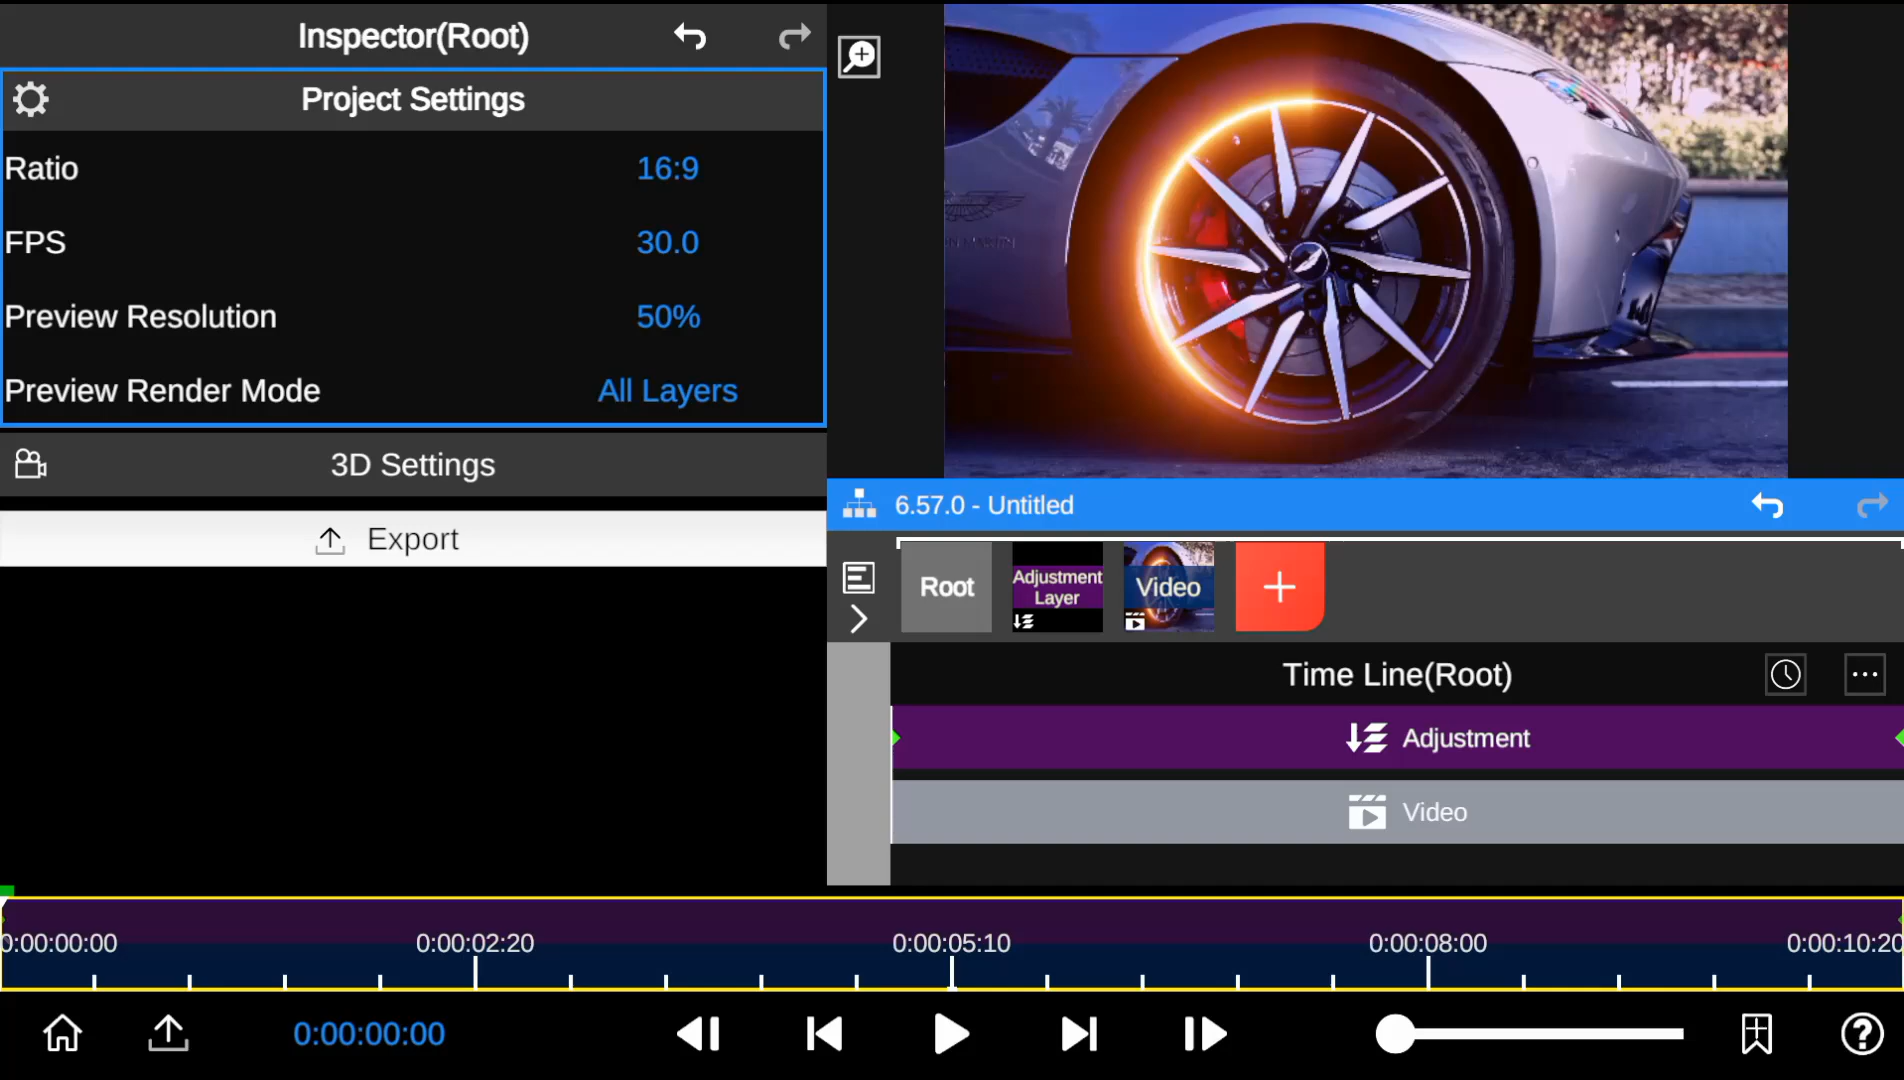 Inspector(Root)
Project Settings
Ratio 16:9
FPS 30.0
Preview Resolution 50%
Preview Render Mode All Layers
3D Settings
Export
6.57.0 - Untitled
Root
Adjustment
Layer
Video
Time Line(Root)
Adjustment
Video
0:00:00:00 0:00:02:20 0:00:05:10 0:00:08:00 0:00:10:20
0:00:00:00